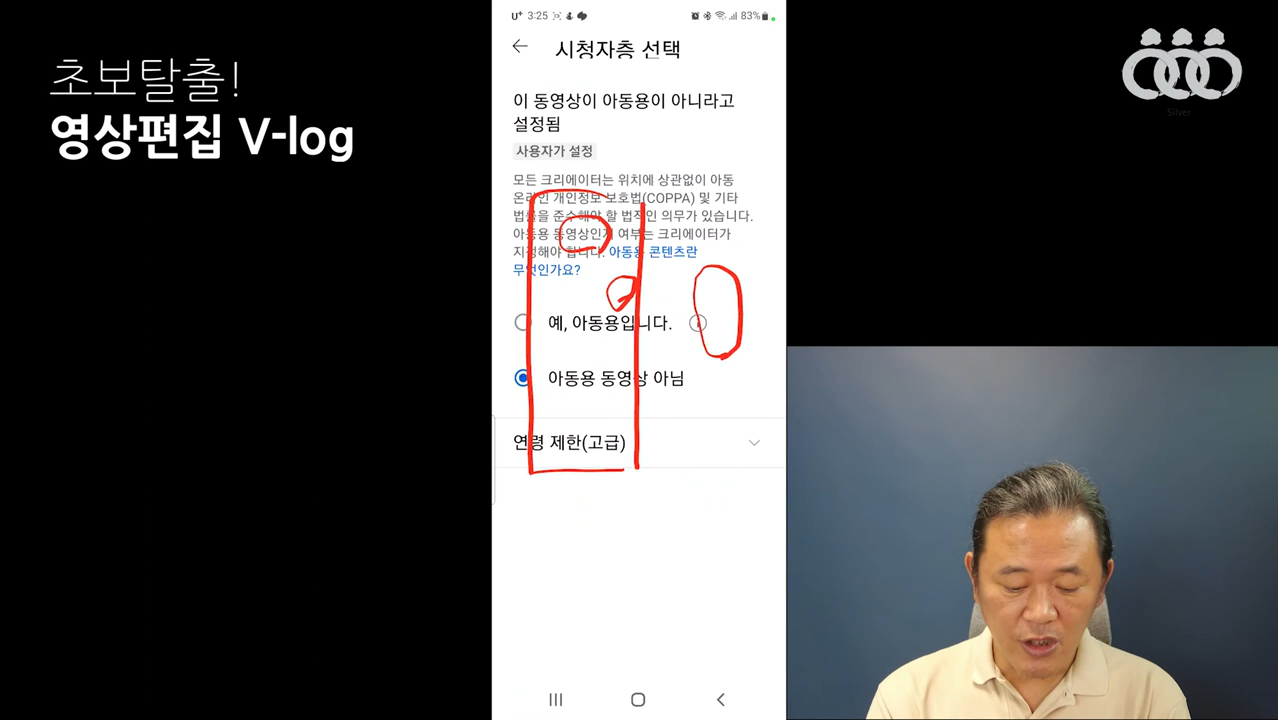 초보탈출!
영상편집 V-log
U+ 3:25
83%
시청자층 선택
이 동영상이 아동용이 아니라고
설정됨
사용자가 설정
모든 크리에이터는 위치에 상관없이 아동
온라인 개인정보 보호법(COPPA) 및 기타
법률을 준수해야 할 법적인 의무가 있습니다.
아동용 동영상인지 여부는 크리에이터가
지정해야 합니다. 아동용 콘텐츠란
무엇인가요?
예, 아동용입니다.
아동용 동영상 아님
연령 제한(고급)
Silver